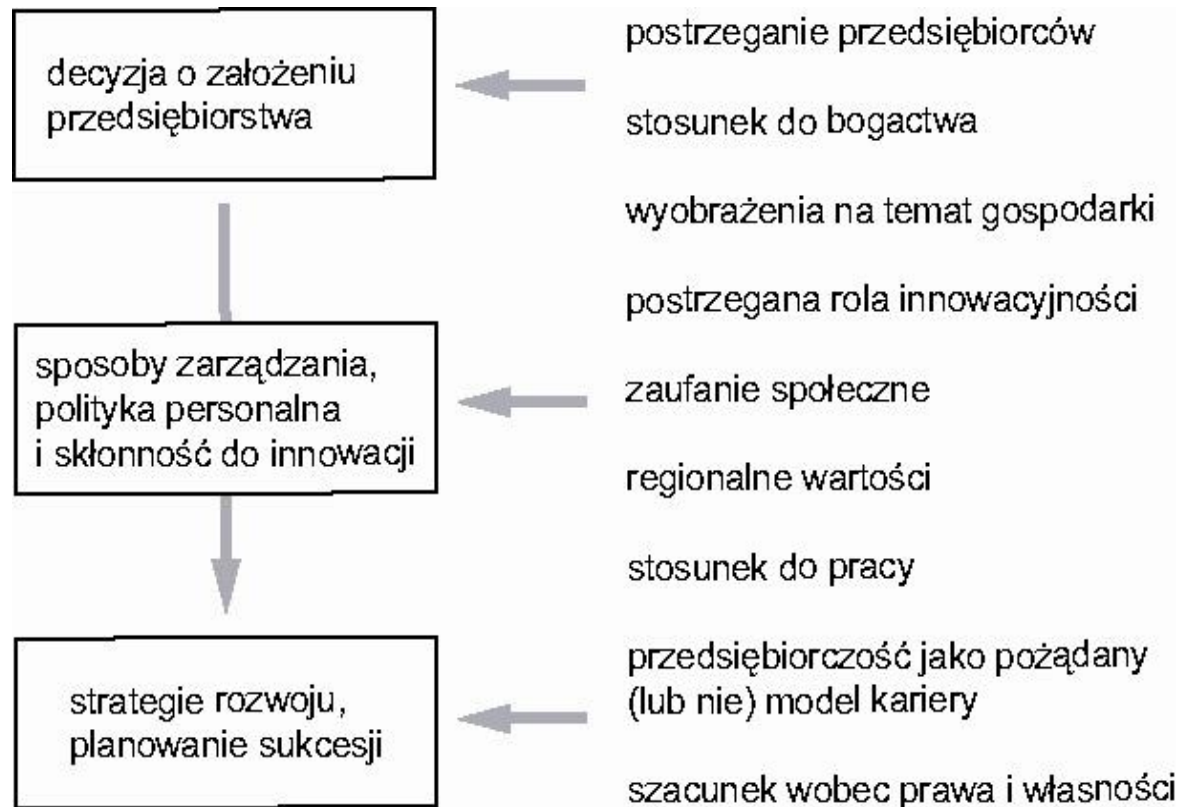 decyzja o założeniu
przedsiębiorstwa
sposoby zarządzania,
polityka personalna
i skłonność do innowacji
strategie rozwoju,
planowanie sukcesji
postrzeganie przedsiębiorców
stosunek do bogactwa
wyobrażenia na temat gospodarki
postrzegana rola innowacyjności
zaufanie społeczne
regionalne wartości
stosunek do pracy
przedsiębiorczość jako pożądany
(lub nie) model kariery
szacunek wobec prawa i własności